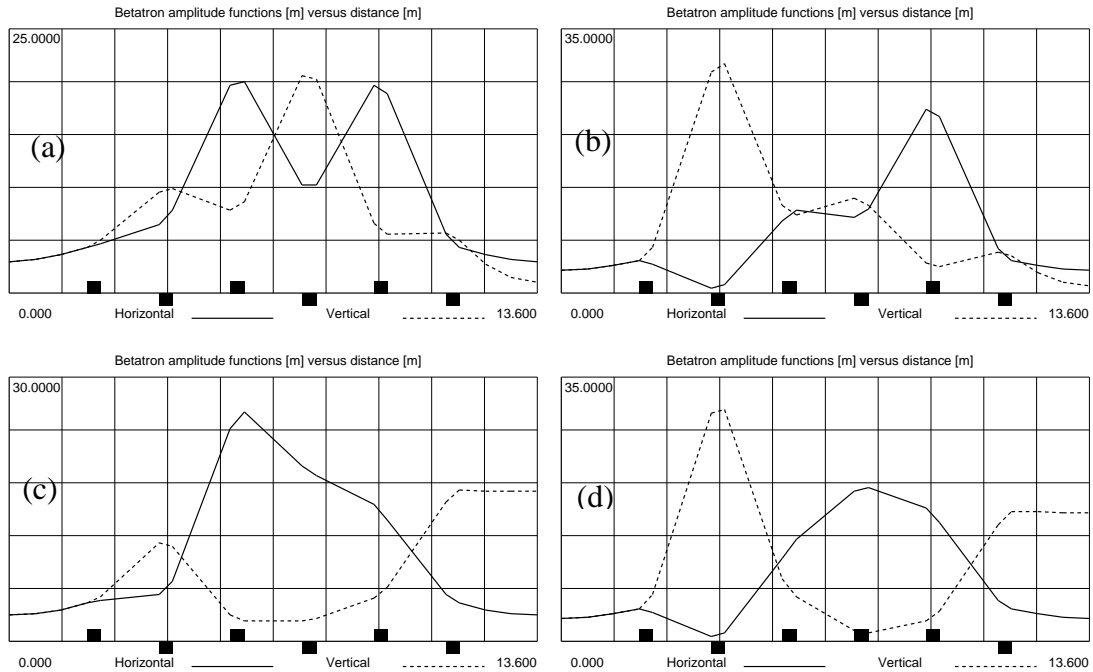 Betatron amplitude functions [m] versus distance [m]
25.0000
(a)
0.000 Horizontal Vertical 13.600
Betatron amplitude functions [m] versus distance [m]
35.0000
(b)
0.000 Horizontal Vertical 13.600
Betatron amplitude functions [m] versus distance [m]
30.0000
(c)
0.000 Horizontal Vertical 13.600
Betatron amplitude functions [m] versus distance [m]
35.0000
(d)
0.000 Horizontal Vertical 13.600